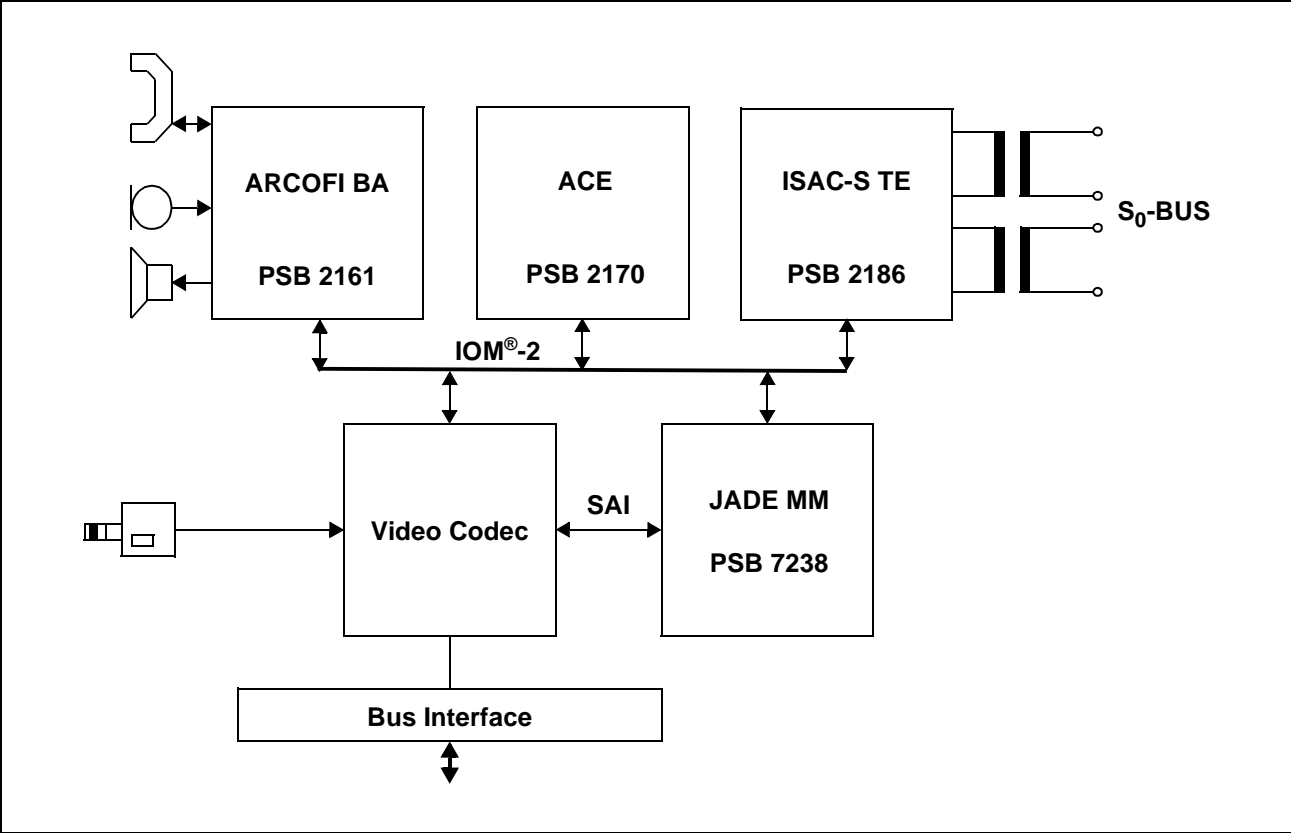 ARCOFI BA
PSB 2161
ACE
PSB 2170
ISAC-S TE
PSB 2186
S₀-BUS
IOM®-2
Video Codec
SAI
JADE MM
PSB 7238
Bus Interface